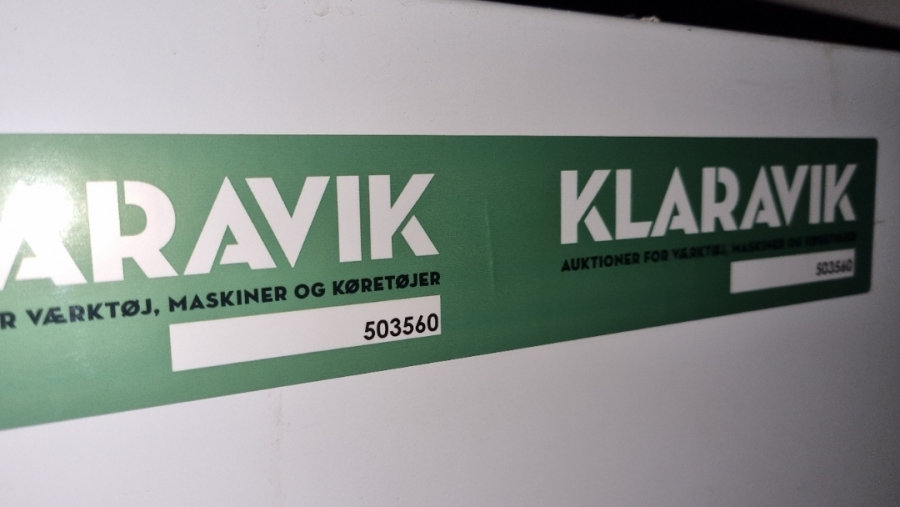 ARAVIK
R VÆRKTØJ, MASKINER OG KØRETØJER
503560
KLARAVIK
AUKTIONER FOR VÆRKTØJ, MASKINER OG KØRETØJER
503560